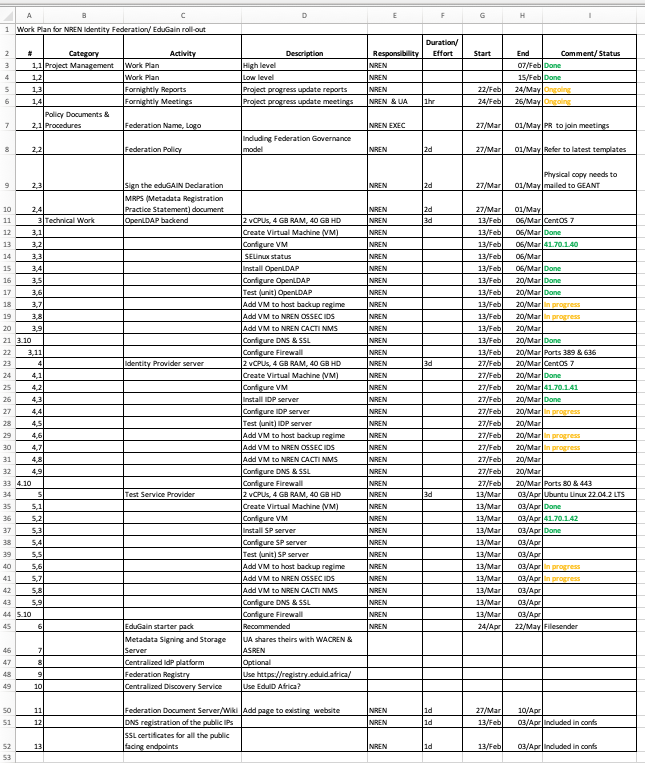 A B C D E F G H I
1 Work Plan for NREN Identity Federation/ EduGain roll-out
2 # Category Activity Description Responsibility Duration/ Effort Start End Comment/ Status
3 1,1 Project Management Work Plan High level NREN 07/Feb Done
4 1,2 Work Plan Low level NREN 15/Feb Done
5 1,3 Fornightly Reports Project progress update reports NREN 22/Feb 24/May Ongoing
6 1,4 Fornightly Meetings Project progress update meetings NREN & UA 1hr 24/Feb 26/May Ongoing
7 2,1 Policy Documents & Procedures Federation Name, Logo NREN EXEC 27/Mar 01/May PR to join meetings
8 2,2 Federation Policy Including Federation Governance model NREN 2d 27/Mar 01/May Refer to latest templates
9 2,3 Sign the eduGAIN Declaration NREN 2d 27/Mar 01/May Physical copy needs to mailed to GEANT
10 2,4 MRPS (Metadata Registration Practice Statement) document NREN 2d 27/Mar 01/May
11 3 Technical Work OpenLDAP backend 2 vCPUs, 4 GB RAM, 40 GB HD NREN 3d 13/Feb 06/Mar CentOS 7
12 3,1 Create Virtual Machine (VM) NREN 13/Feb 06/Mar Done
13 3,2 Configure VM NREN 13/Feb 06/Mar 41.70.1.40
14 3,3 SELinux status NREN 13/Feb 06/Mar
15 3,4 Install OpenLDAP NREN 13/Feb 06/Mar Done
16 3,5 Configure OpenLDAP NREN 13/Feb 20/Mar Done
17 3,6 Test (unit) OpenLDAP NREN 13/Feb 20/Mar Done
18 3,7 Add VM to host backup regime NREN 13/Feb 20/Mar In progress
19 3,8 Add VM to NREN OSSEC IDS NREN 13/Feb 20/Mar In progress
20 3,9 Add VM to NREN CACTI NMS NREN 13/Feb 20/Mar
21 3.10 Configure DNS & SSL NREN 13/Feb 20/Mar Done
22 3,11 Configure Firewall NREN 13/Feb 20/Mar Ports 389 & 636
23 4 Identity Provider server 2 vCPUs, 4 GB RAM, 40 GB HD NREN 3d 27/Feb 20/Mar CentOS 7
24 4,1 Create Virtual Machine (VM) NREN 27/Feb 20/Mar Done
25 4,2 Configure VM NREN 27/Feb 20/Mar 41.70.1.41
26 4,3 Install IDP server NREN 27/Feb 20/Mar Done
27 4,4 Configure IDP server NREN 27/Feb 20/Mar In progress
28 4,5 Test (unit) IDP server NREN 27/Feb 20/Mar
29 4,6 Add VM to host backup regime NREN 27/Feb 20/Mar In progress
30 4,7 Add VM to NREN OSSEC IDS NREN 27/Feb 20/Mar In progress
31 4,8 Add VM to NREN CACTI NMS NREN 27/Feb 20/Mar
32 4,9 Configure DNS & SSL NREN 27/Feb 20/Mar
33 4.10 Configure Firewall NREN 27/Feb 20/Mar Ports 80 & 443
34 5 Test Service Provider 2 vCPUs, 4 GB RAM, 40 GB HD NREN 3d 13/Mar 03/Apr Ubuntu Linux 22.04.2 LTS
35 5,1 Create Virtual Machine (VM) NREN 13/Mar 03/Apr Done
36 5,2 Configure VM NREN 13/Mar 03/Apr 41.70.1.42
37 5,3 Install SP server NREN 13/Mar 03/Apr Done
38 5,4 Configure SP server NREN 13/Mar 03/Apr
39 5,5 Test (unit) SP server NREN 13/Mar 03/Apr
40 5,6 Add VM to host backup regime NREN 13/Mar 03/Apr In progress
41 5,7 Add VM to NREN OSSEC IDS NREN 13/Mar 03/Apr In progress
42 5,8 Add VM to NREN CACTI NMS NREN 13/Mar 03/Apr
43 5,9 Configure DNS & SSL NREN 13/Mar 03/Apr
44 5.10 Configure Firewall NREN 13/Mar 03/Apr
45 6 EduGain starter pack Recommended NREN 24/Apr 22/May Filesender
46 7 Metadata Signing and Storage Server UA shares theirs with WACREN & ASREN
47 8 Centralized IdP platform Optional
48 9 Federation Registry Use https://registry.eduid.africa/
49 10 Centralized Discovery Service Use EduID Africa?
50 11 Federation Document Server/Wiki Add page to existing website NREN 1d 27/Mar 10/Apr
51 12 DNS registration of the public IPs NREN 1d 13/Feb 03/Apr Included in confs
52 13 SSL certificates for all the public facing endpoints NREN 1d 13/Feb 03/Apr Included in confs
53